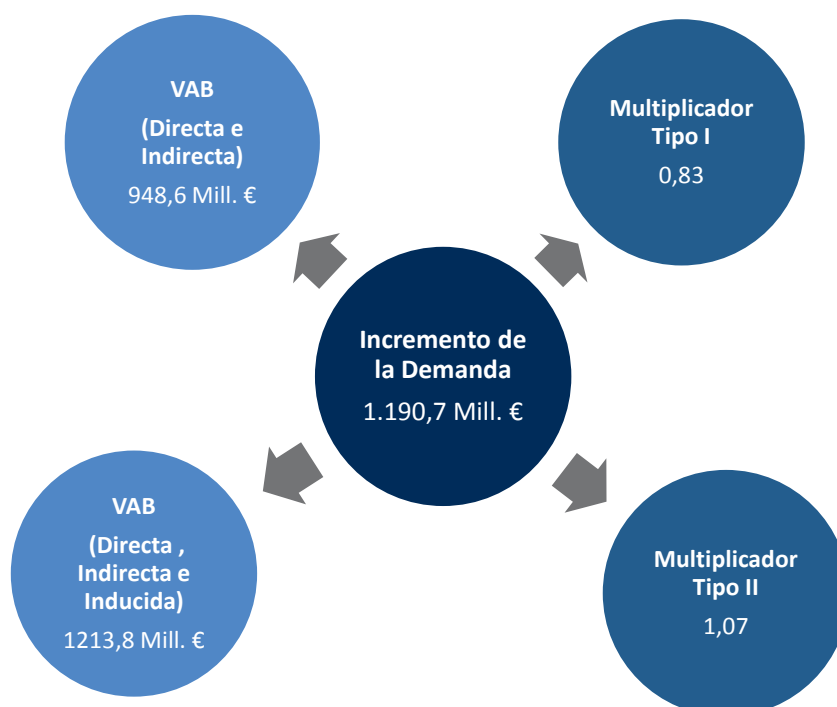 VAB
(Directa e
Indirecta)
948,6 Mill. €
Multiplicador
Tipo I
0,83
Incremento de
la Demanda
1.190,7 Mill. €
VAB
(Directa ,
Indirecta e
Inducida)
1213,8 Mill. €
Multiplicador
Tipo II
1,07